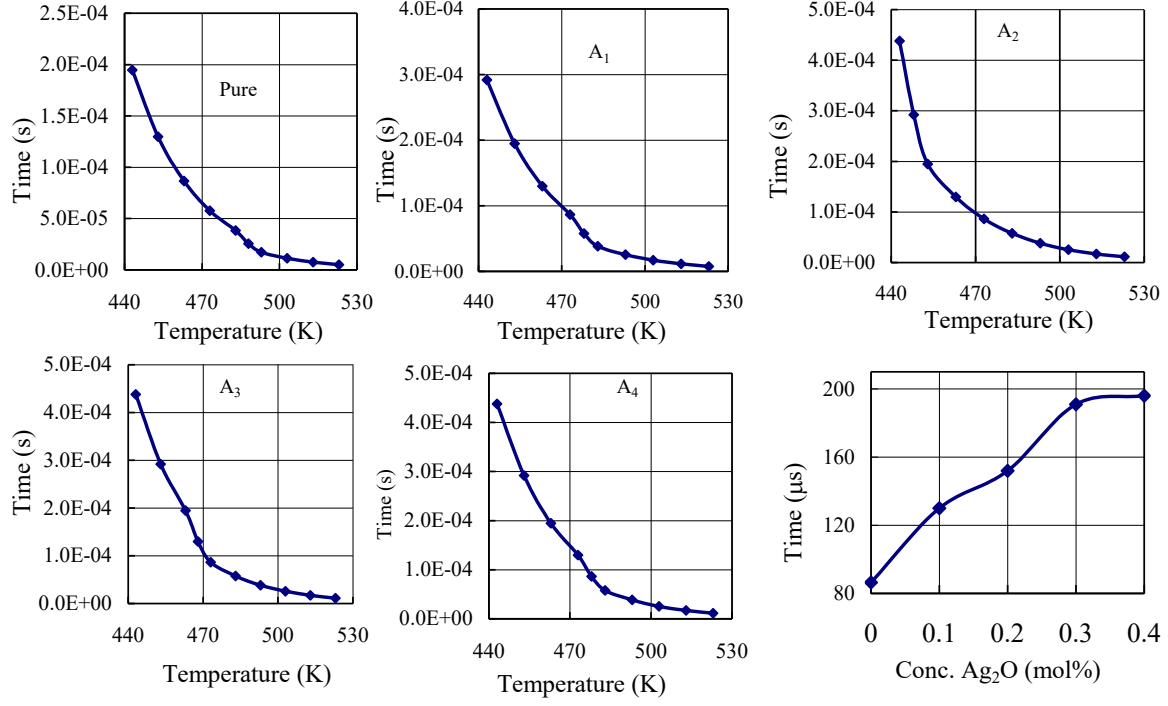 2.5E-04
2.0E-04
1.5E-04
1.0E-04
5.0E-05
0.0E+00
Time (s)
Pure
440 470 500 530
Temperature (K)
4.0E-04
3.0E-04
2.0E-04
1.0E-04
0.0E+00
Time (s)
A₁
440 470 500 530
Temperature (K)
5.0E-04
4.0E-04
3.0E-04
2.0E-04
1.0E-04
0.0E+00
Time (s)
A₂
440 470 500 530
Temperature (K)
5.0E-04
4.0E-04
3.0E-04
2.0E-04
1.0E-04
0.0E+00
Time (s)
A₃
440 470 500 530
Temperature (K)
5.0E-04
4.0E-04
3.0E-04
2.0E-04
1.0E-04
0.0E+00
Time (s)
A₄
440 470 500 530
Temperature (K)
200
160
120
80
Time (μs)
0 0.1 0.2 0.3 0.4
Conc. Ag₂O (mol%)